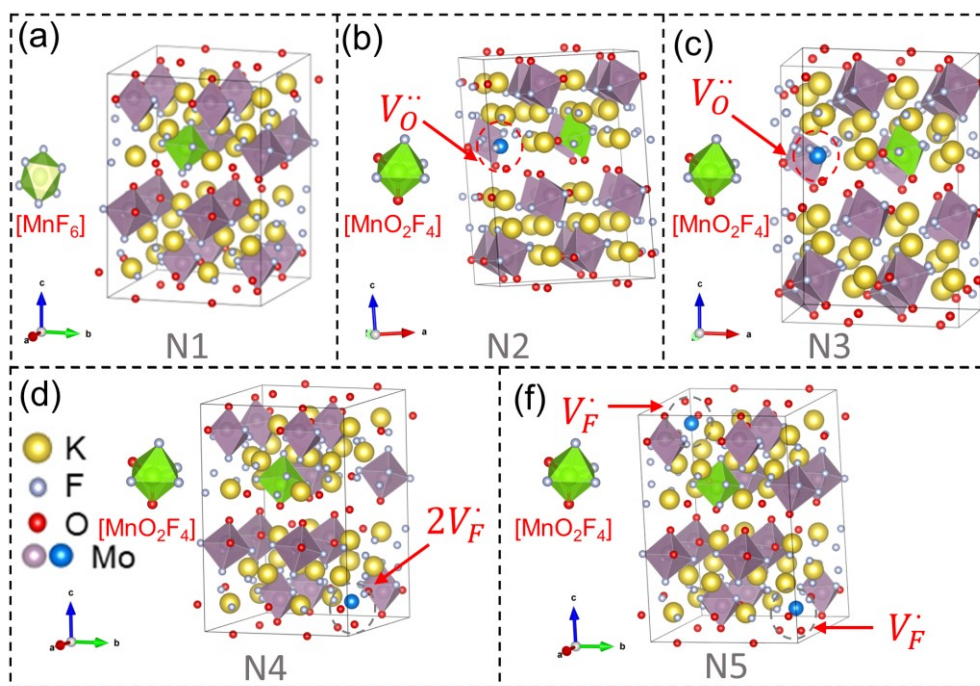 (a)
[MnF₆]
c
a
b
N1
(b)
V_O^{··}
[MnO₂F₄]
c
a
N2
(c)
V_O^{··}
[MnO₂F₄]
c
a
N3
(d)
K
F
O
Mo
[MnO₂F₄]
2V_F^{·}
c
a
b
N4
(f)
V_F^{·}
[MnO₂F₄]
V_F^{·}
c
a
b
N5